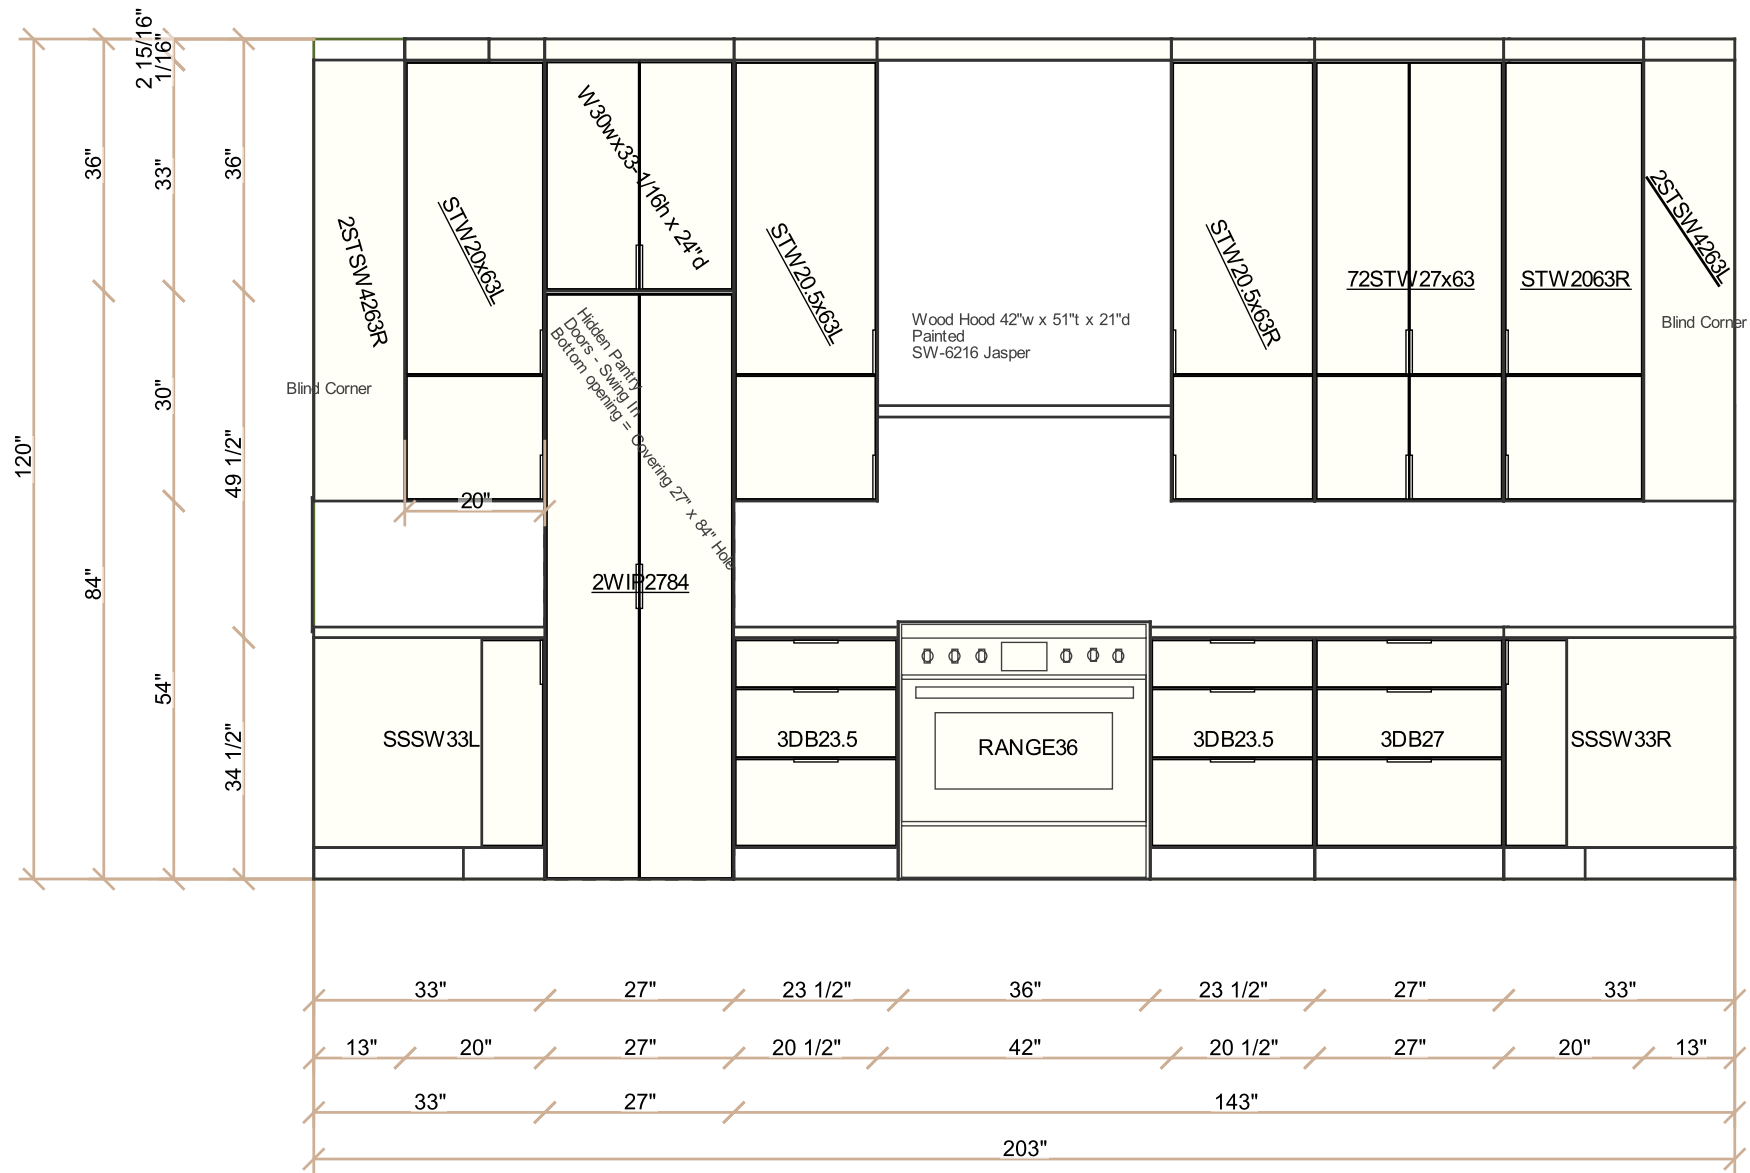 2 15/16"
1/16"
36"
33"
36"
120"
84"
30"
49 1/2"
54"
34 1/2"
2STSW4263R
Blind Corner
STW20x63L
20"
W30wx33-1/16h x 24"d
Hidden Pantry
Doors - Swing In
Bottom opening = Covering 27" x 84" Hole
2WIP2784
STW20.5x63L
Wood Hood 42"w x 51"t x 21"d
Painted
SW-6216 Jasper
STW20.5x63R
72STW27x63
STW2063R
2STSW4263L
Blind Corner
SSSW33L
3DB23.5
RANGE36
3DB23.5
3DB27
SSSW33R
33" 27" 23 1/2" 36" 23 1/2" 27" 33"
13" 20" 27" 20 1/2" 42" 20 1/2" 27" 20" 13"
33" 27" 143"
203"